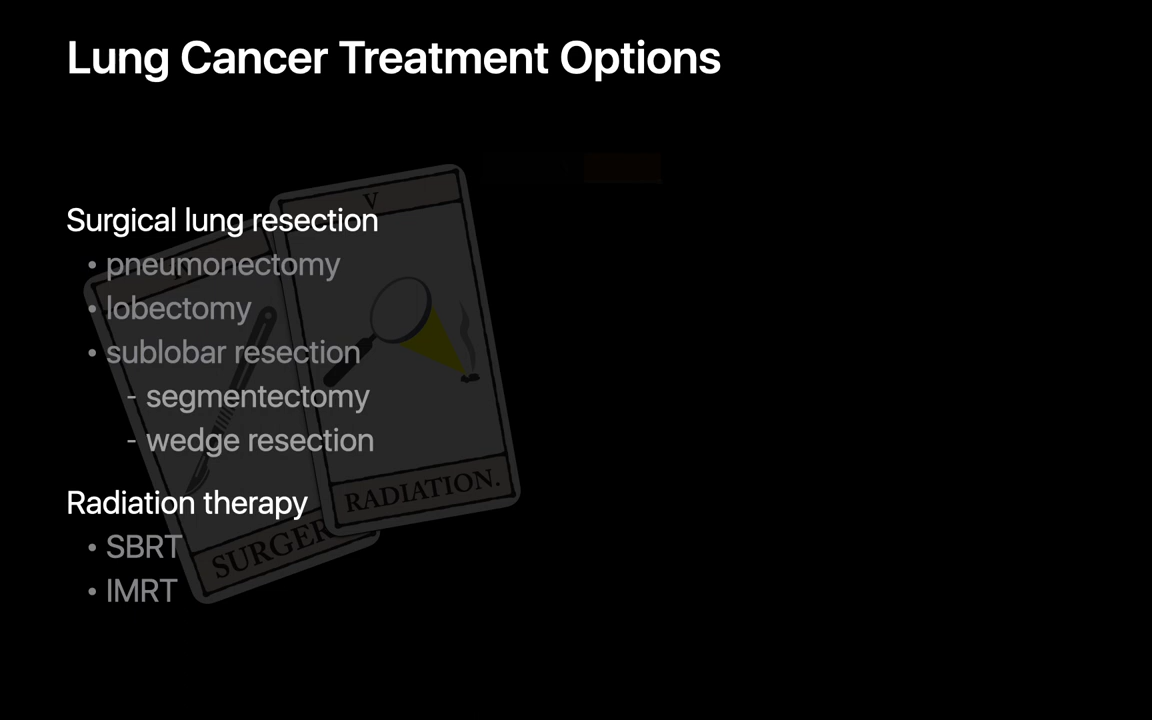 Lung Cancer Treatment Options
V
Surgical lung resection
• pneumonectomy
• lobectomy
• sublobar resection
- segmentectomy
- wedge resection
RADIATION.
Radiation therapy
• SBRT
SURGER
• IMRT